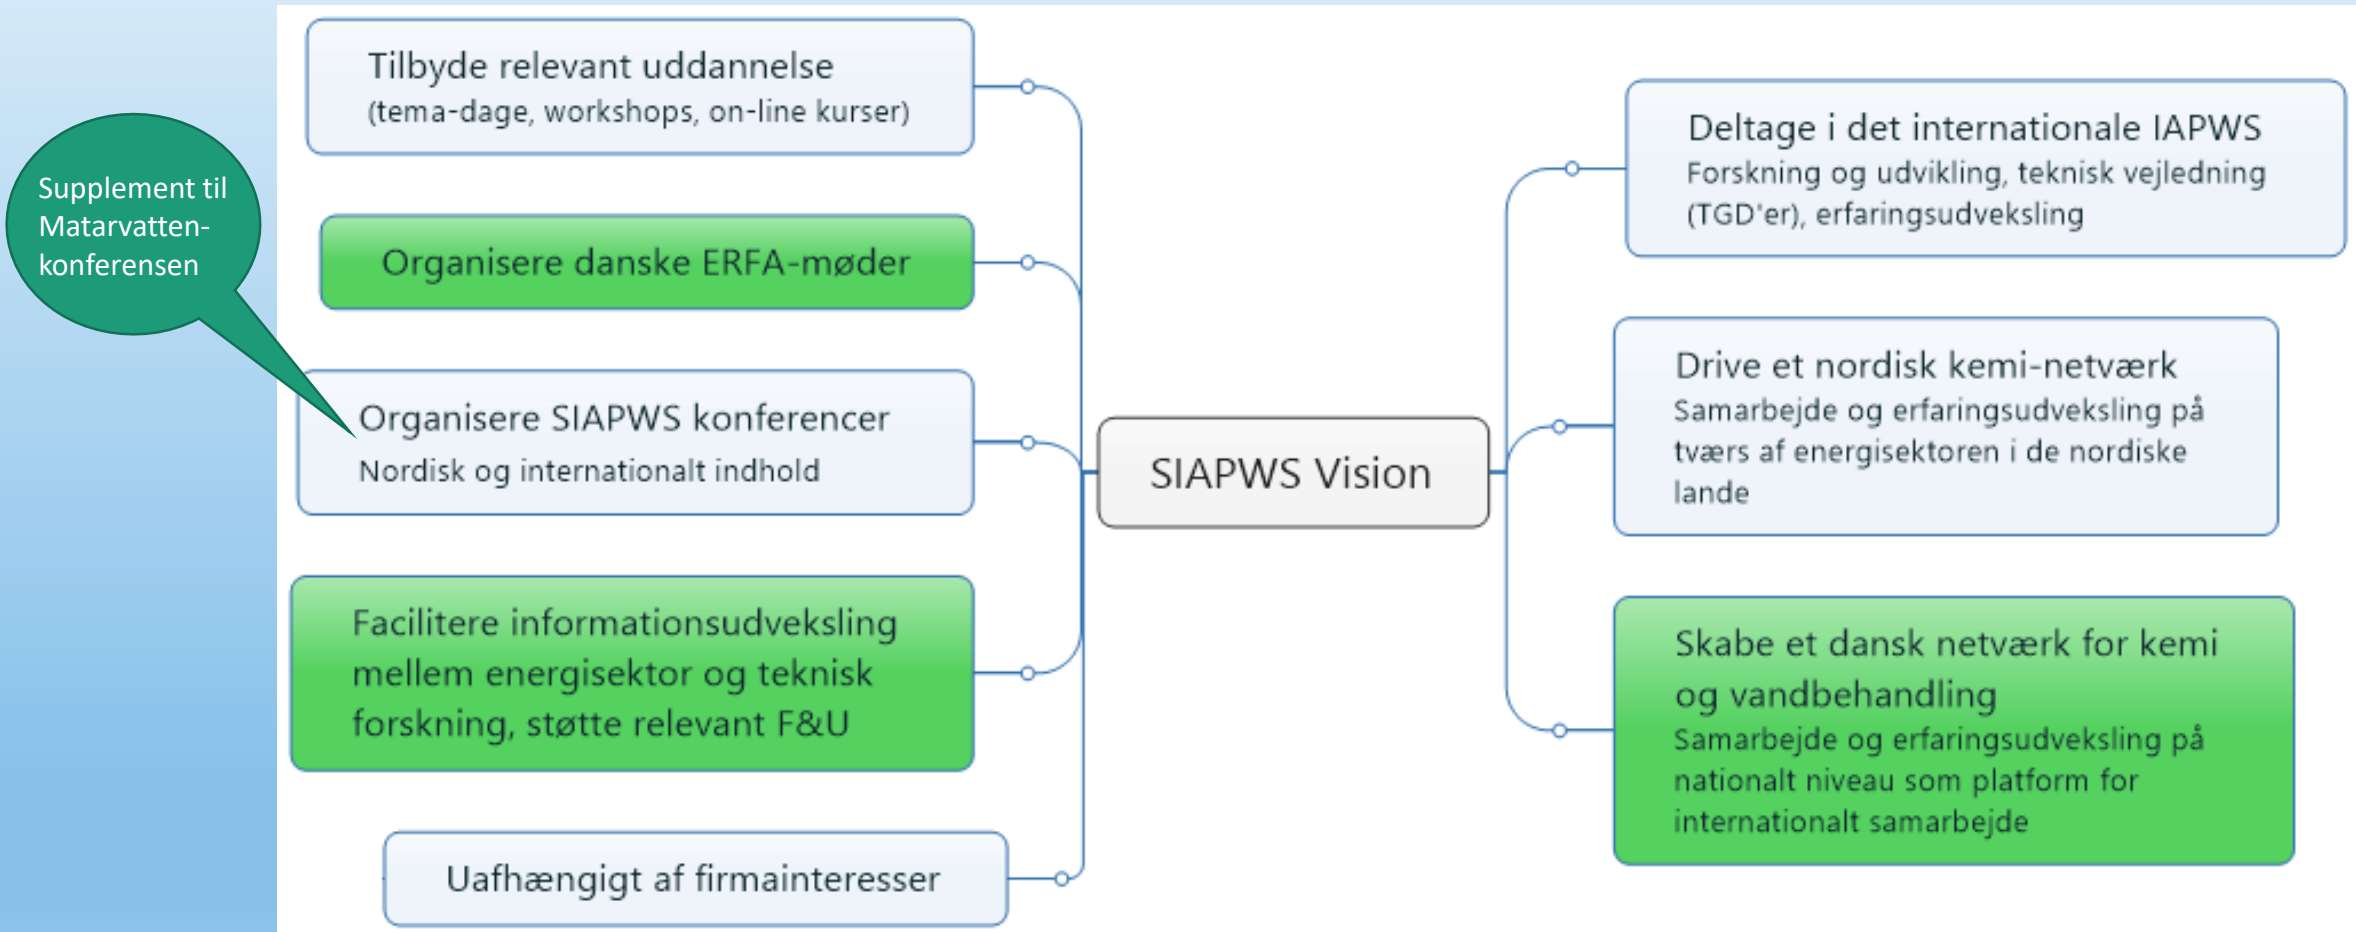 Supplement til
Matarvatten-
konferensen
Tilbyde relevant uddannelse
(tema-dage, workshops, on-line kurser)
Organisere danske ERFA-møder
Organisere SIAPWS konferencer
Nordisk og internationalt indhold
Facilitere informationsudveksling
mellem energisektor og teknisk
forskning, støtte relevant F&U
Uafhængigt af firmainteresser
SIAPWS Vision
Deltage i det internationale IAPWS
Forskning og udvikling, teknisk vejledning
(TGD'er), erfaringsudveksling
Drive et nordisk kemi-netværk
Samarbejde og erfaringsudveksling på
tværs af energisektoren i de nordiske
lande
Skabe et dansk netværk for kemi
og vandbehandling
Samarbejde og erfaringsudveksling på
nationalt niveau som platform for
internationalt samarbejde